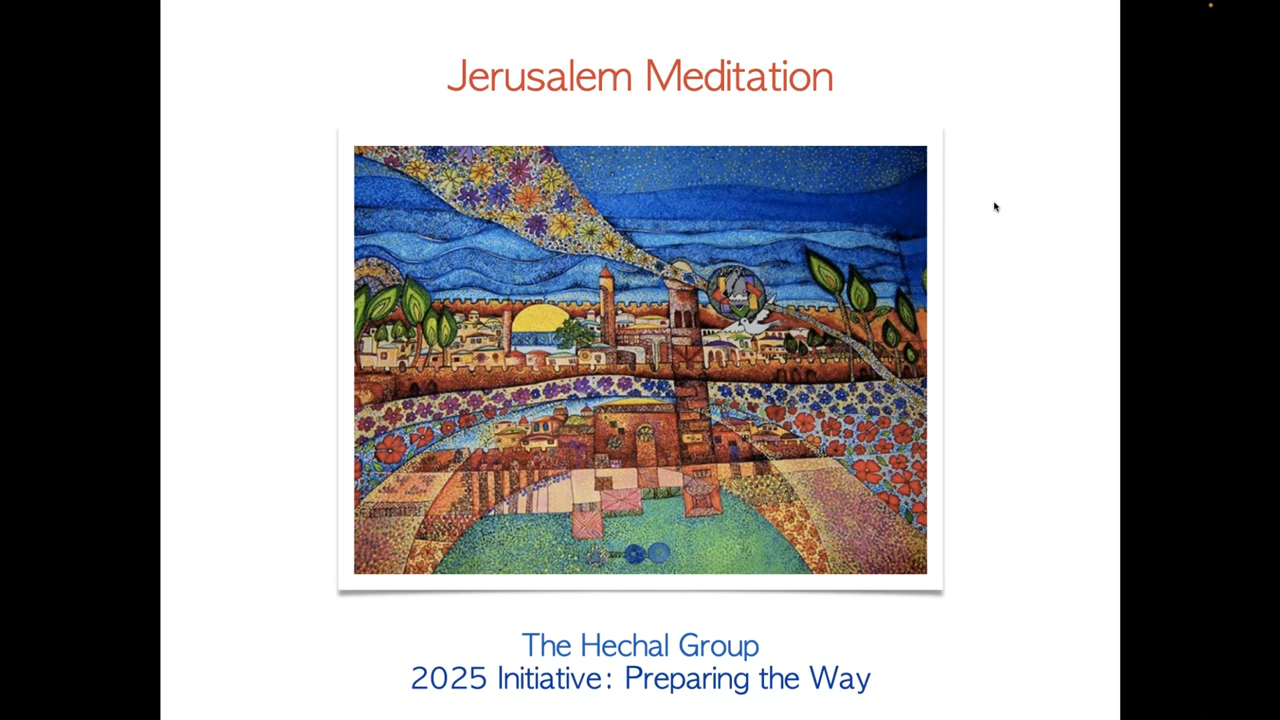 Jerusalem Meditation
The Hechal Group
2025 Initiative: Preparing the Way